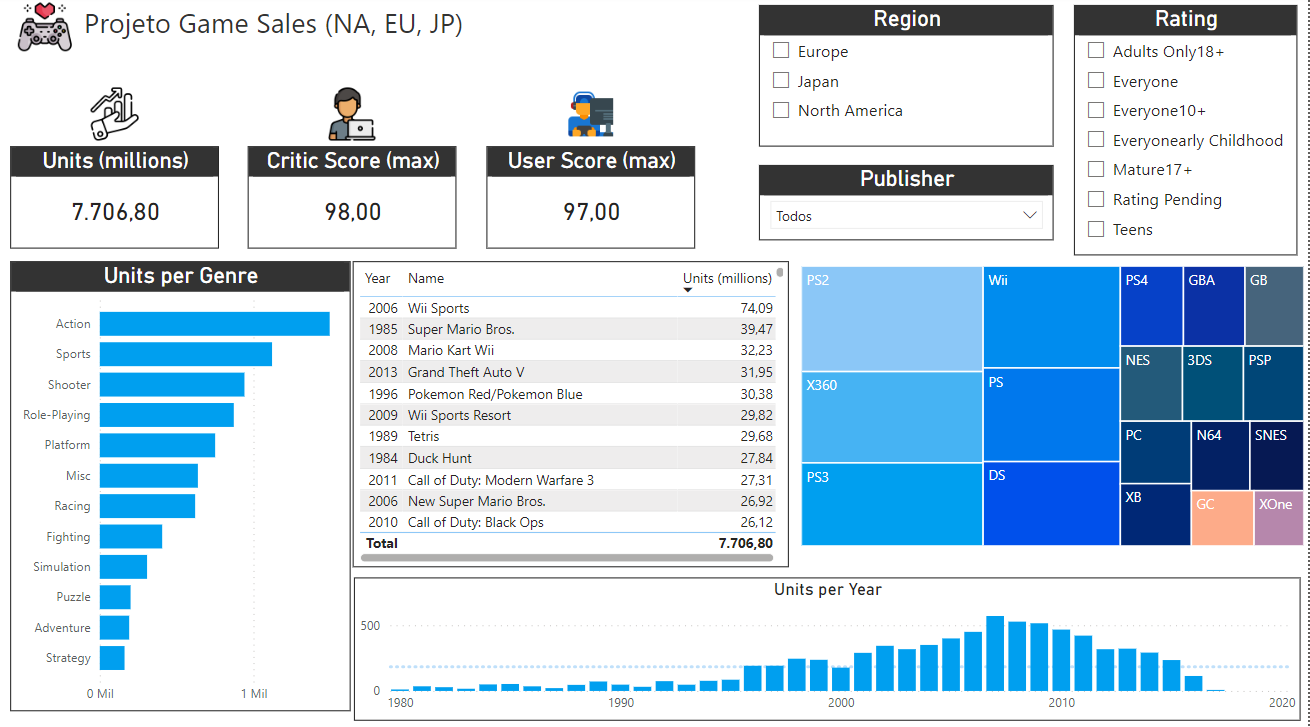 Projeto Game Sales (NA, EU, JP)
Units (millions)
7.706,80
Critic Score (max)
98,00
User Score (max)
97,00
Region
Europe
Japan
North America
Publisher
Todos
Rating
Adults Only18+
Everyone
Everyone10+
Everyonearly Childhood
Mature17+
Rating Pending
Teens
Units per Genre
Action
Sports
Shooter
Role-Playing
Platform
Misc
Racing
Fighting
Simulation
Puzzle
Adventure
Strategy
0 Mil 1 Mil
Year Name Units (millions)
2006 Wii Sports 74,09
1985 Super Mario Bros. 39,47
2008 Mario Kart Wii 32,23
2013 Grand Theft Auto V 31,95
1996 Pokemon Red/Pokemon Blue 30,38
2009 Wii Sports Resort 29,82
1989 Tetris 29,68
1984 Duck Hunt 27,84
2011 Call of Duty: Modern Warfare 3 27,31
2006 New Super Mario Bros. 26,92
2010 Call of Duty: Black Ops 26,12
Total 7.706,80
PS2
X360
PS3
Wii
PS
DS
PS4
GBA
GB
NES
3DS
PSP
PC
N64
SNES
XB
GC
XOne
Units per Year
500
0
1980 1990 2000 2010 2020